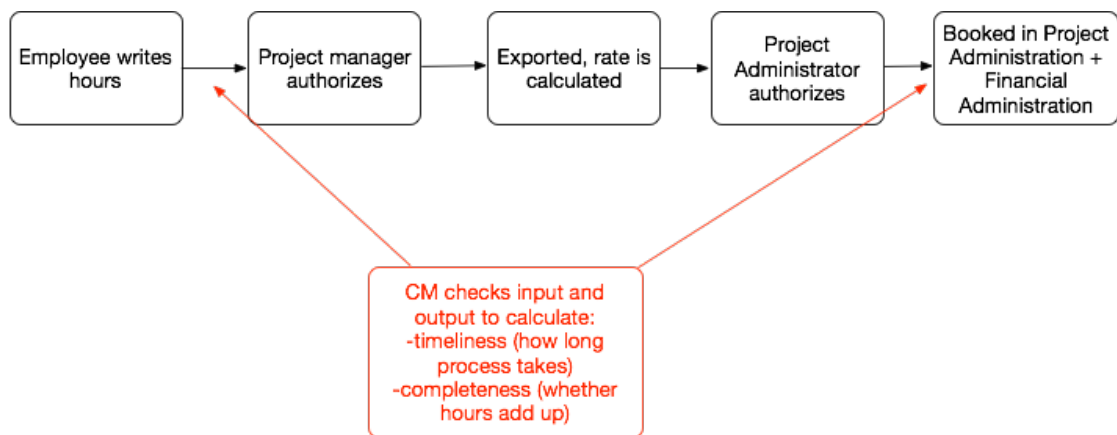 Employee writes
hours
Project manager
authorizes
Exported, rate is
calculated
Project
Administrator
authorizes
Booked in Project
Administration +
Financial
Administration
CM checks input and
output to calculate:
-timeliness (how long
process takes)
-completeness (whether
hours add up)